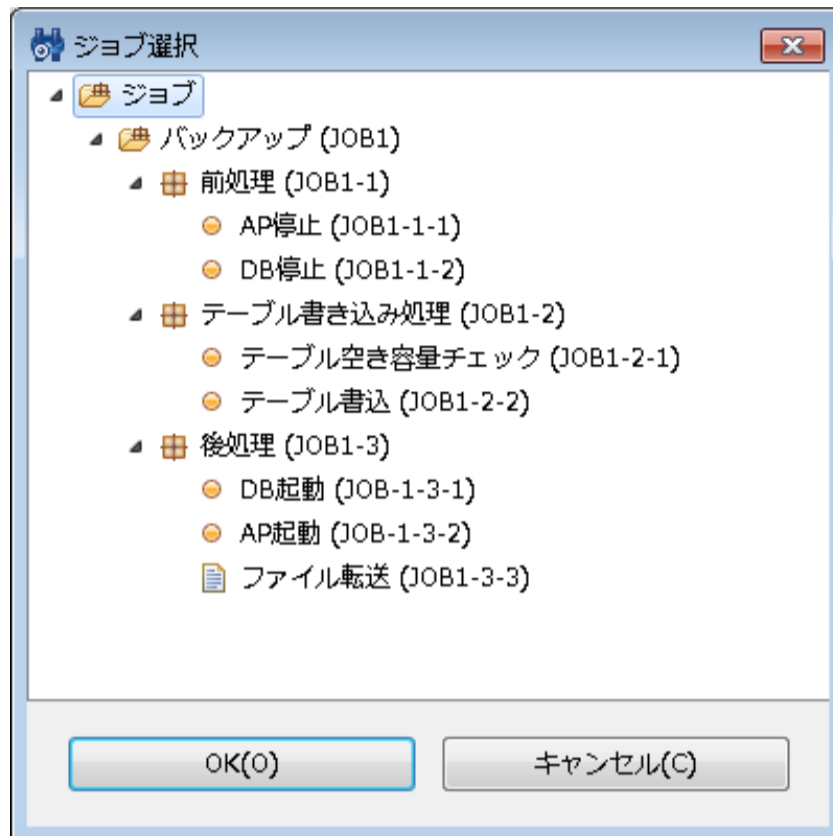 ジョブ選択
ジョブ
バックアップ (JOB1)
前処理 (JOB1-1)
AP停止 (JOB1-1-1)
DB停止 (JOB1-1-2)
テーブル書き込み処理 (JOB1-2)
テーブル空き容量チェック (JOB1-2-1)
テーブル書込 (JOB1-2-2)
後処理 (JOB1-3)
DB起動 (JOB-1-3-1)
AP起動 (JOB-1-3-2)
ファイル転送 (JOB1-3-3)
OK(O) キャンセル(C)